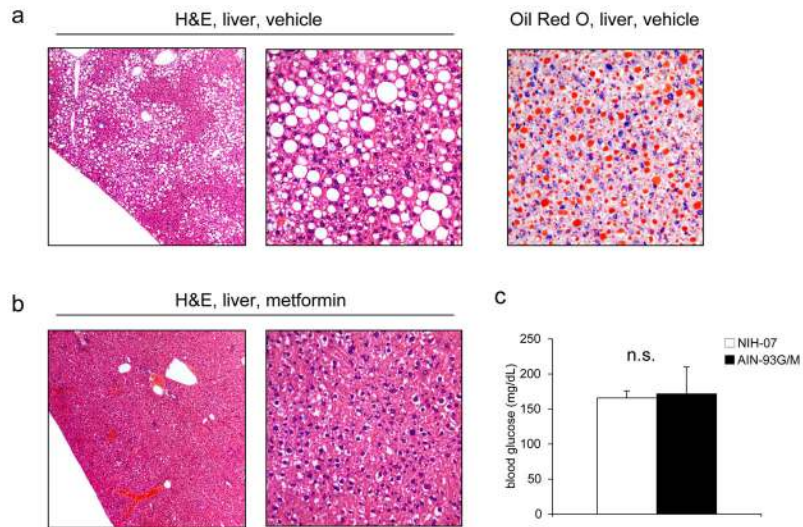 a
H&E, liver, vehicle
Oil Red O, liver, vehicle
b
H&E, liver, metformin
c
blood glucose (mg/dL)
250
200
150
100
50
0
n.s.
NIH-07
AIN-93G/M